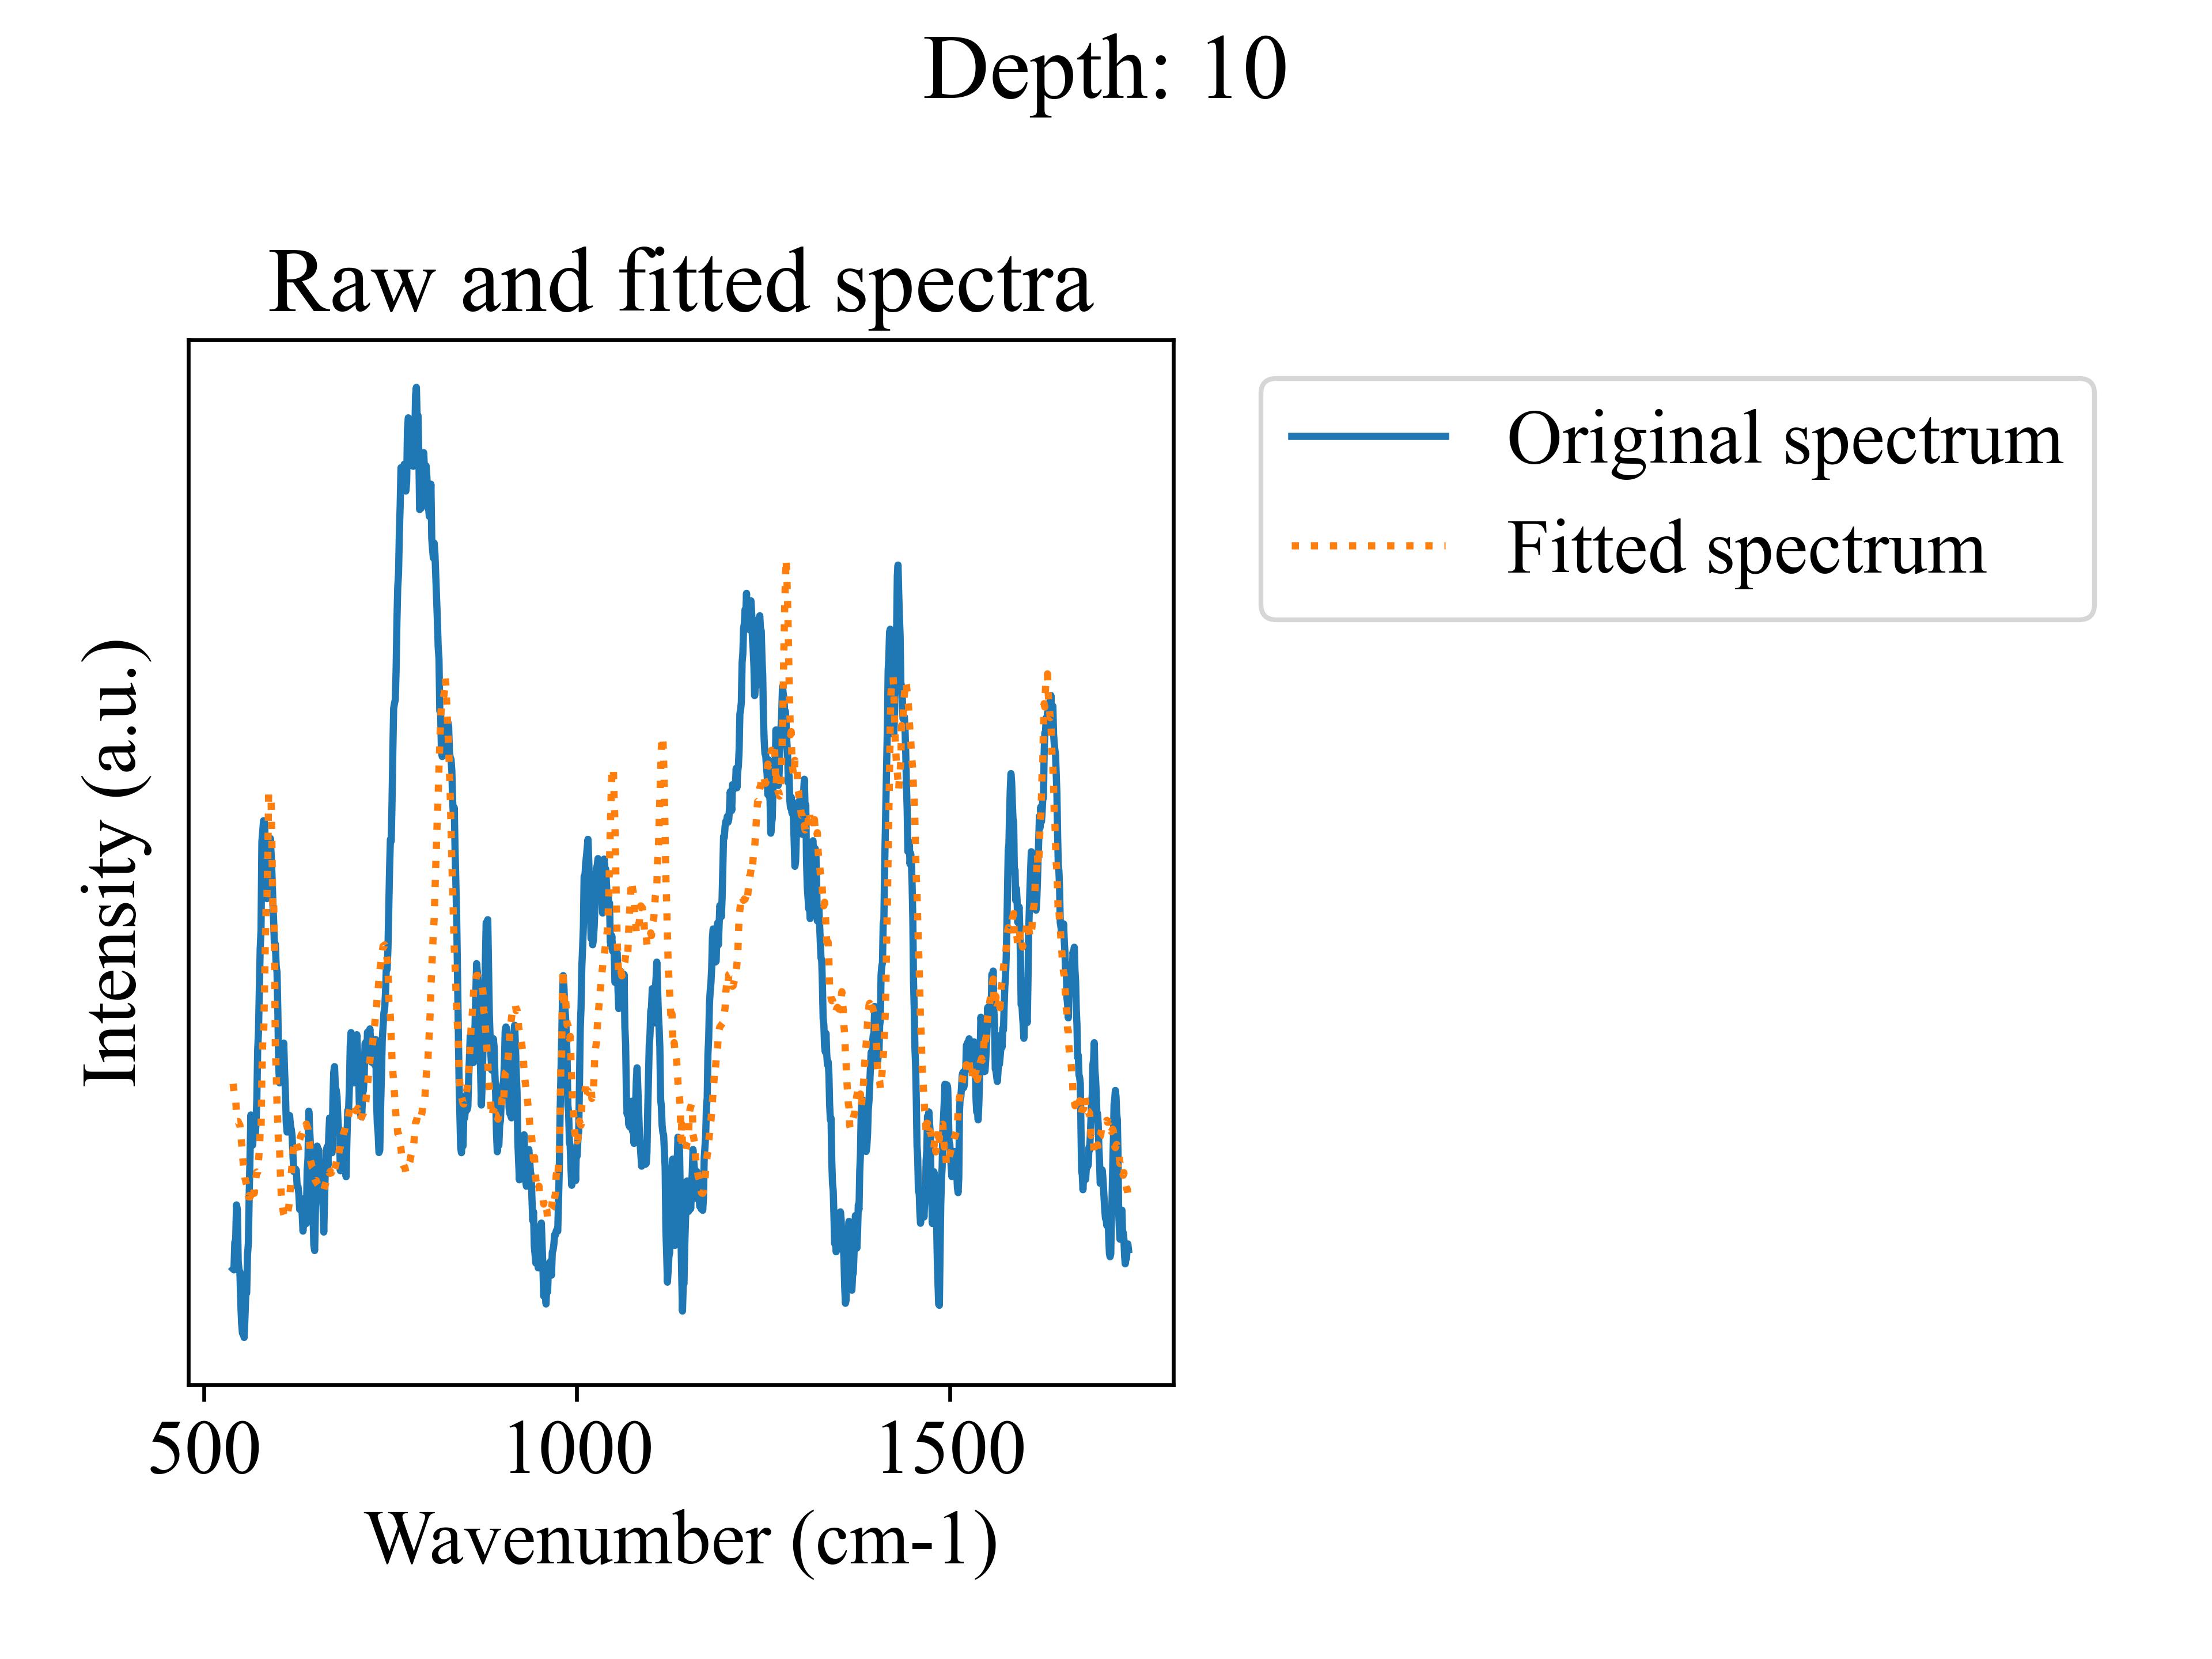 Depth: 10
Raw and fitted spectra
Original spectrum
Fitted spectrum
Intensity (a.u.)
500 1000 1500
Wavenumber (cm-1)